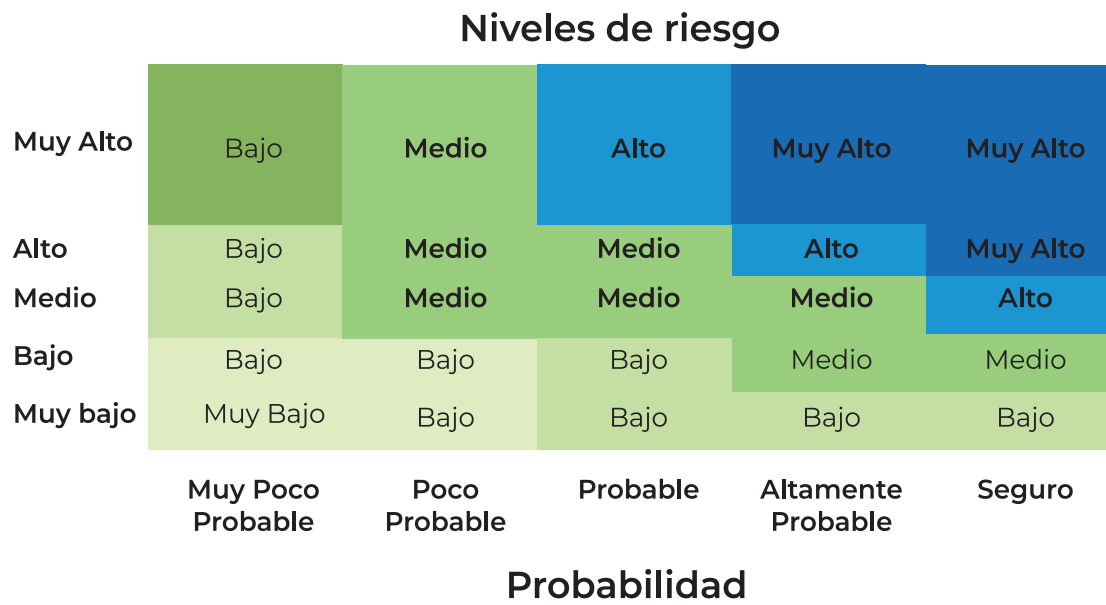 Niveles de riesgo
Muy Alto Bajo Medio Alto Muy Alto Muy Alto
Alto Bajo Medio Medio Alto Muy Alto
Medio Bajo Medio Medio Medio Alto
Bajo Bajo Bajo Bajo Medio Medio
Muy bajo Muy Bajo Bajo Bajo Bajo Bajo
Muy Poco Poco Probable Altamente Seguro
Probable Probable Probable
Probabilidad